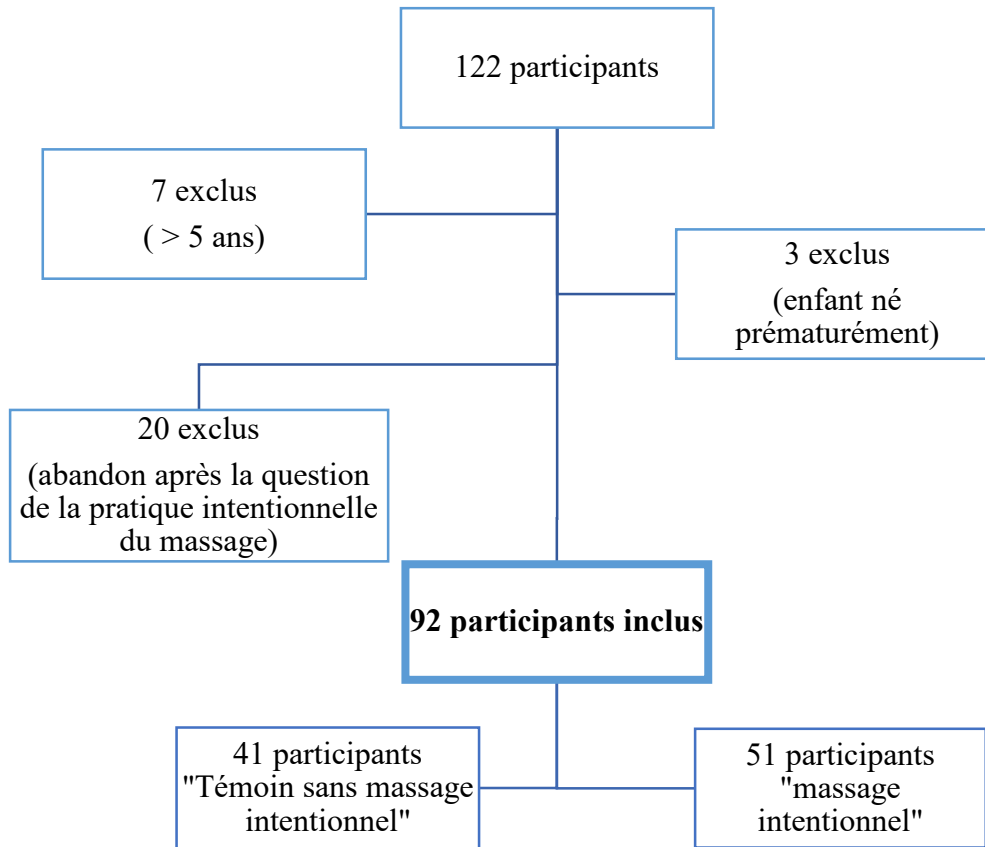 122 participants
7 exclus
( > 5 ans)
3 exclus
(enfant né
prématurément)
20 exclus
(abandon après la question
de la pratique intentionnelle
du massage)
92 participants inclus
41 participants
"Témoin sans massage
intentionnel"
51 participants
"massage
intentionnel"